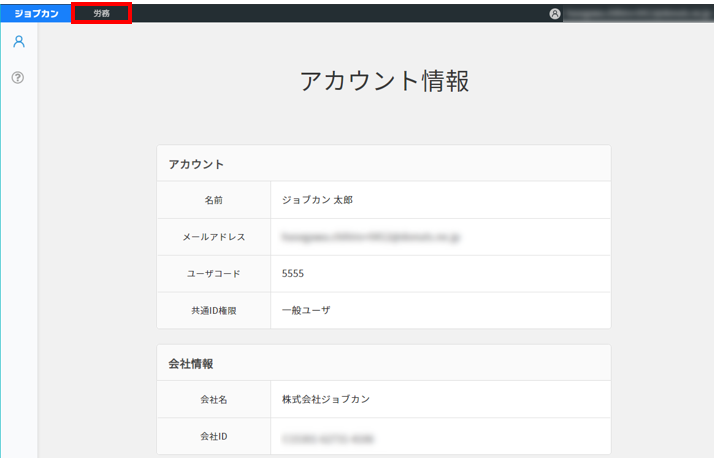 ジョブカン
労務
アカウント情報
アカウント
名前
ジョブカン 太郎
メールアドレス
ユーザコード
5555
共通ID権限
一般ユーザ
会社情報
会社名
株式会社ジョブカン
会社ID